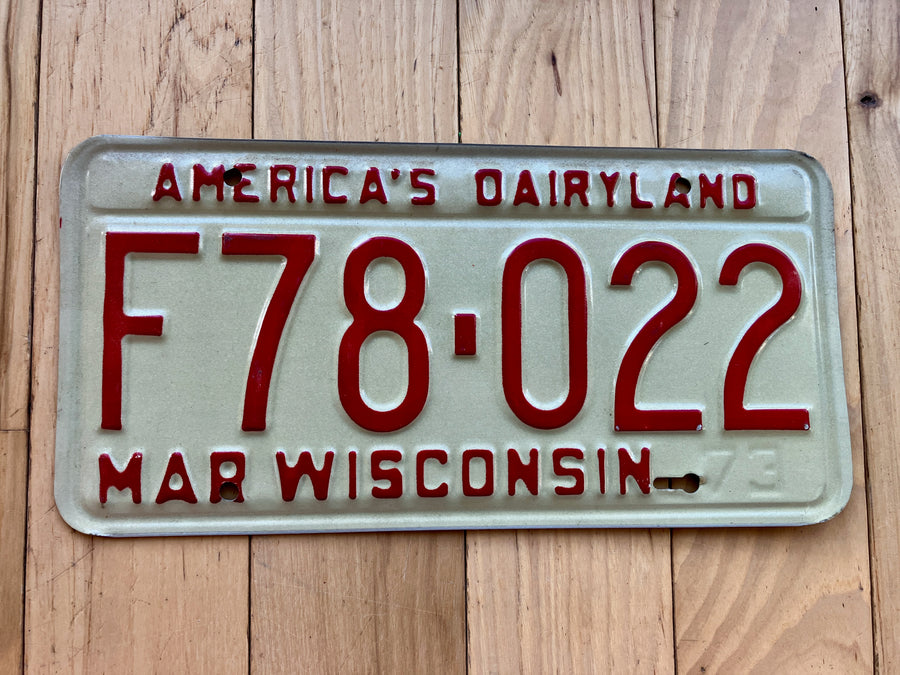 AMERICA'S DAIRYLAND
F78-022
MAR WISCONSIN 73